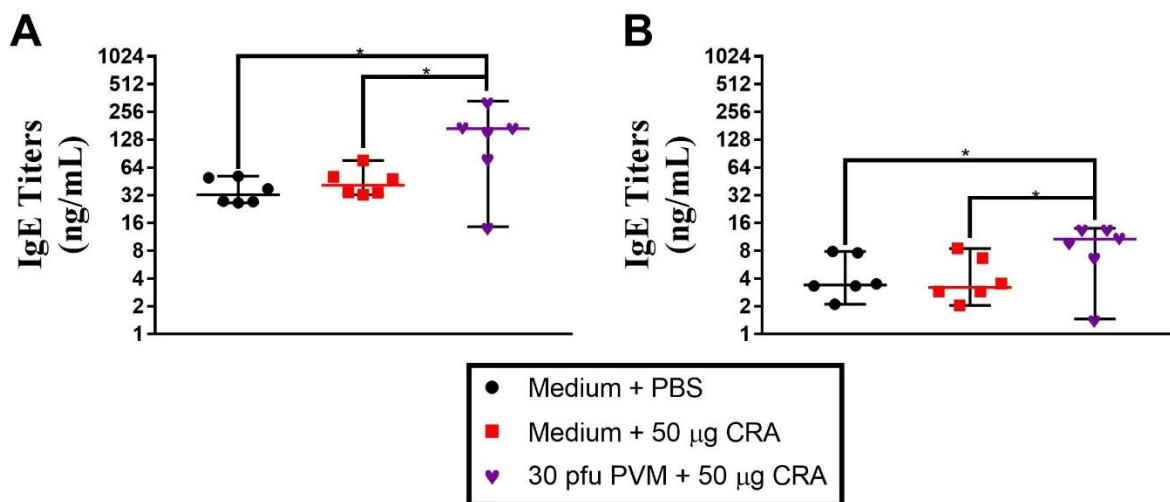 A
IgE Titers
(ng/mL)
1024
512
256
128
64
32
16
8
4
2
1
*
*
B
IgE Titers
(ng/mL)
1024
512
256
128
64
32
16
8
4
2
1
*
*
Medium + PBS
Medium + 50 μg CRA
30 pfu PVM + 50 μg CRA